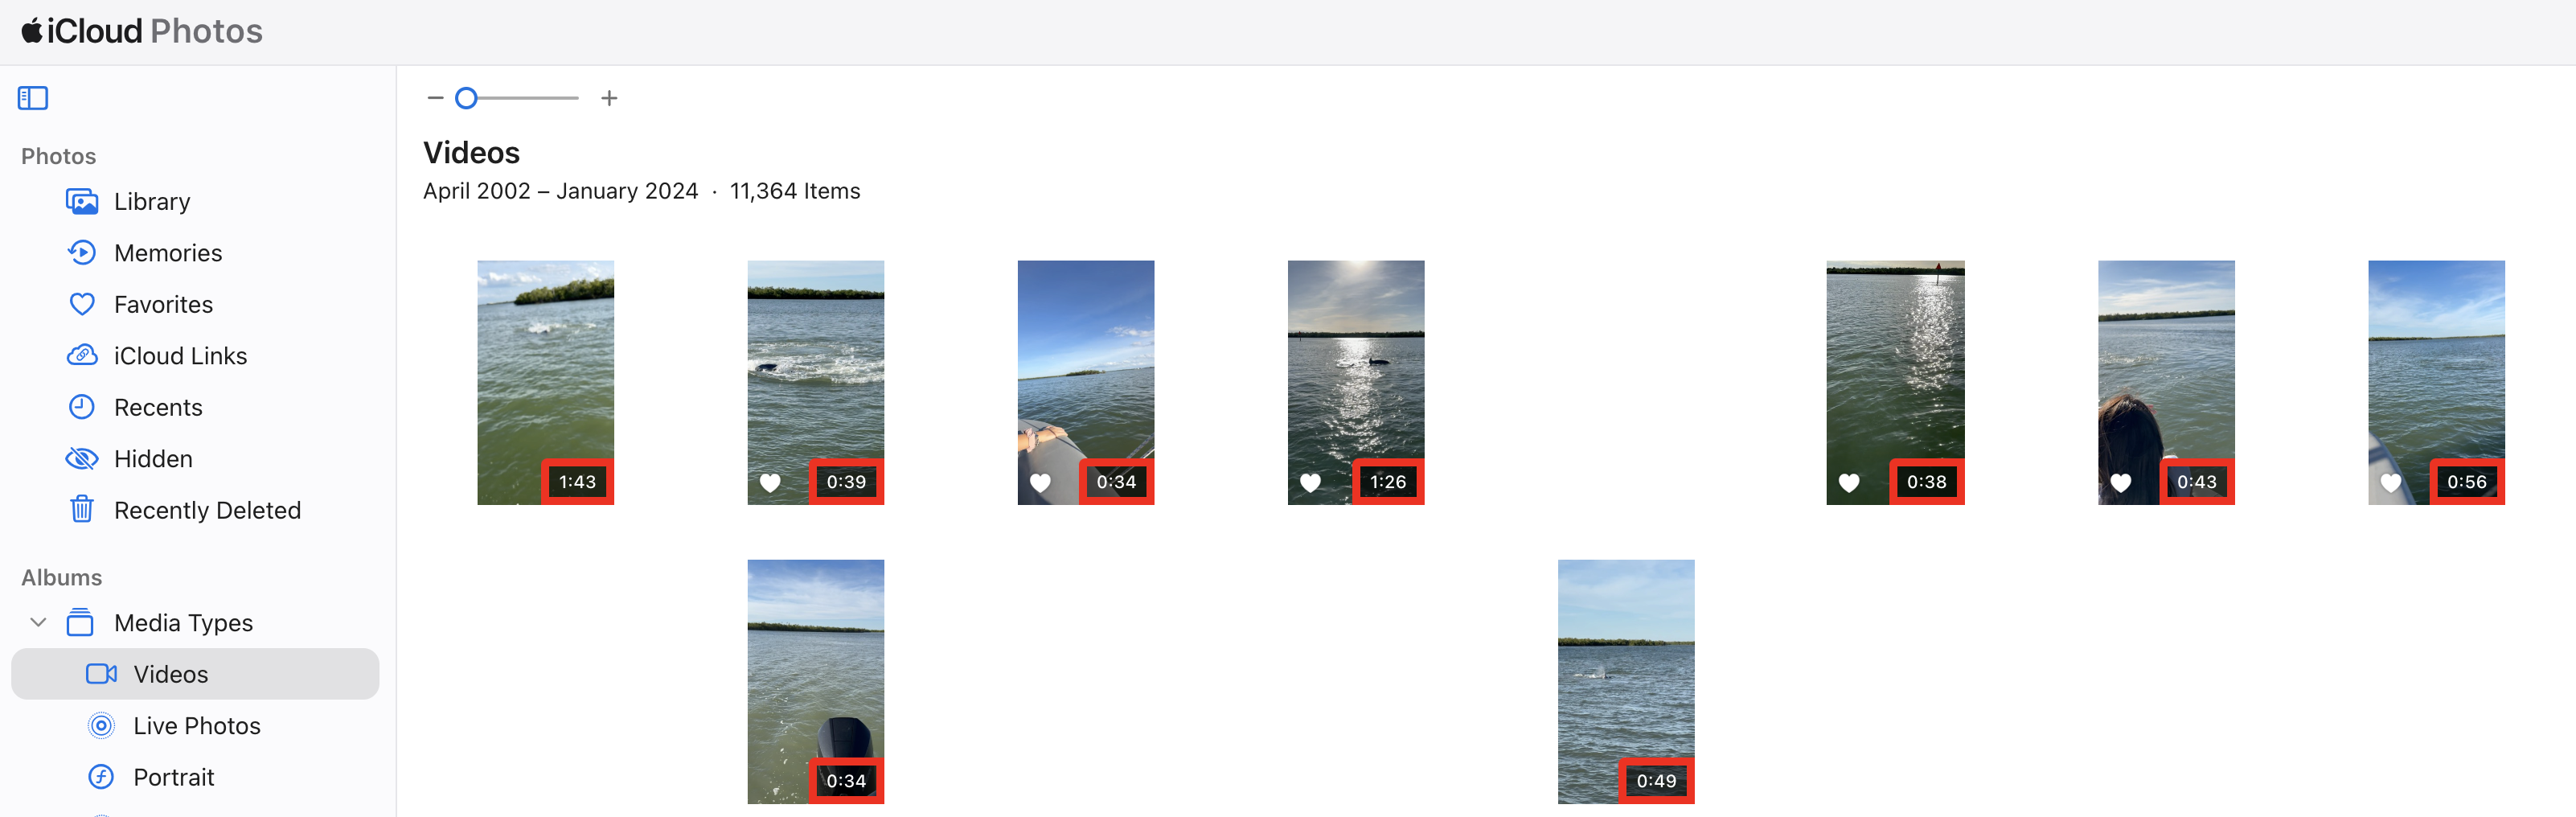 iCloud Photos
Photos
Library
Memories
Favorites
iCloud Links
Recents
Hidden
Recently Deleted
Albums
Media Types
Videos
Live Photos
Portrait
− +
Videos
April 2002 – January 2024 · 11,364 Items
1:43
0:39
0:34
1:26
0:38
0:43
0:56
0:34
0:49